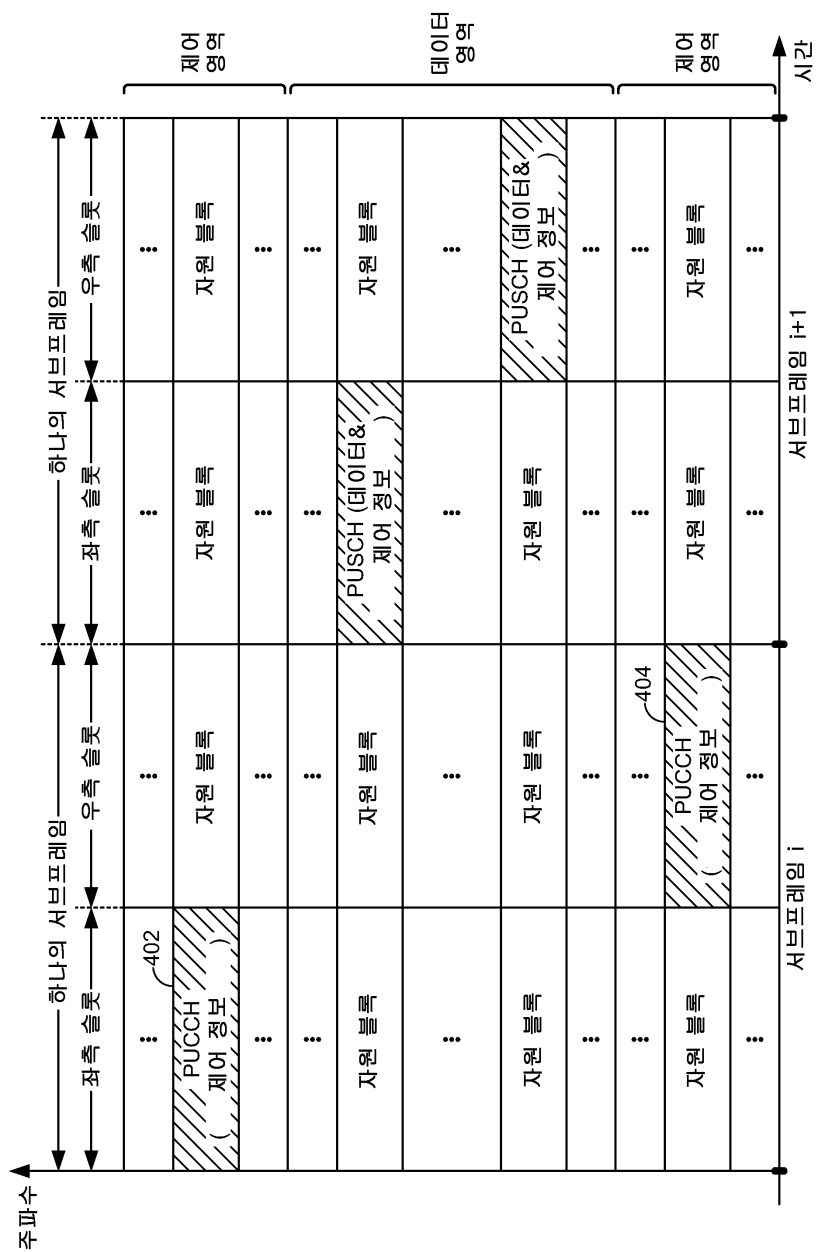 주파수
하나의 서브프레임
하나의 서브프레임
좌측 슬롯
우측 슬롯
좌측 슬롯
우측 슬롯
...
402
...
...
...
PUCCH
(제어 정보)
자원 블록
자원 블록
자원 블록
제어
영역
...
...
...
...
...
...
...
...
자원 블록
자원 블록
PUSCH (데이터&
제어 정보)
자원 블록
...
...
...
...
데이터
영역
자원 블록
자원 블록
자원 블록
PUSCH (데이터&
제어 정보)
...
...
...
...
...
...
404
...
...
자원 블록
PUCCH
(제어 정보)
자원 블록
자원 블록
제어
영역
...
...
...
...
서브프레임 i
서브프레임 i+1
시간